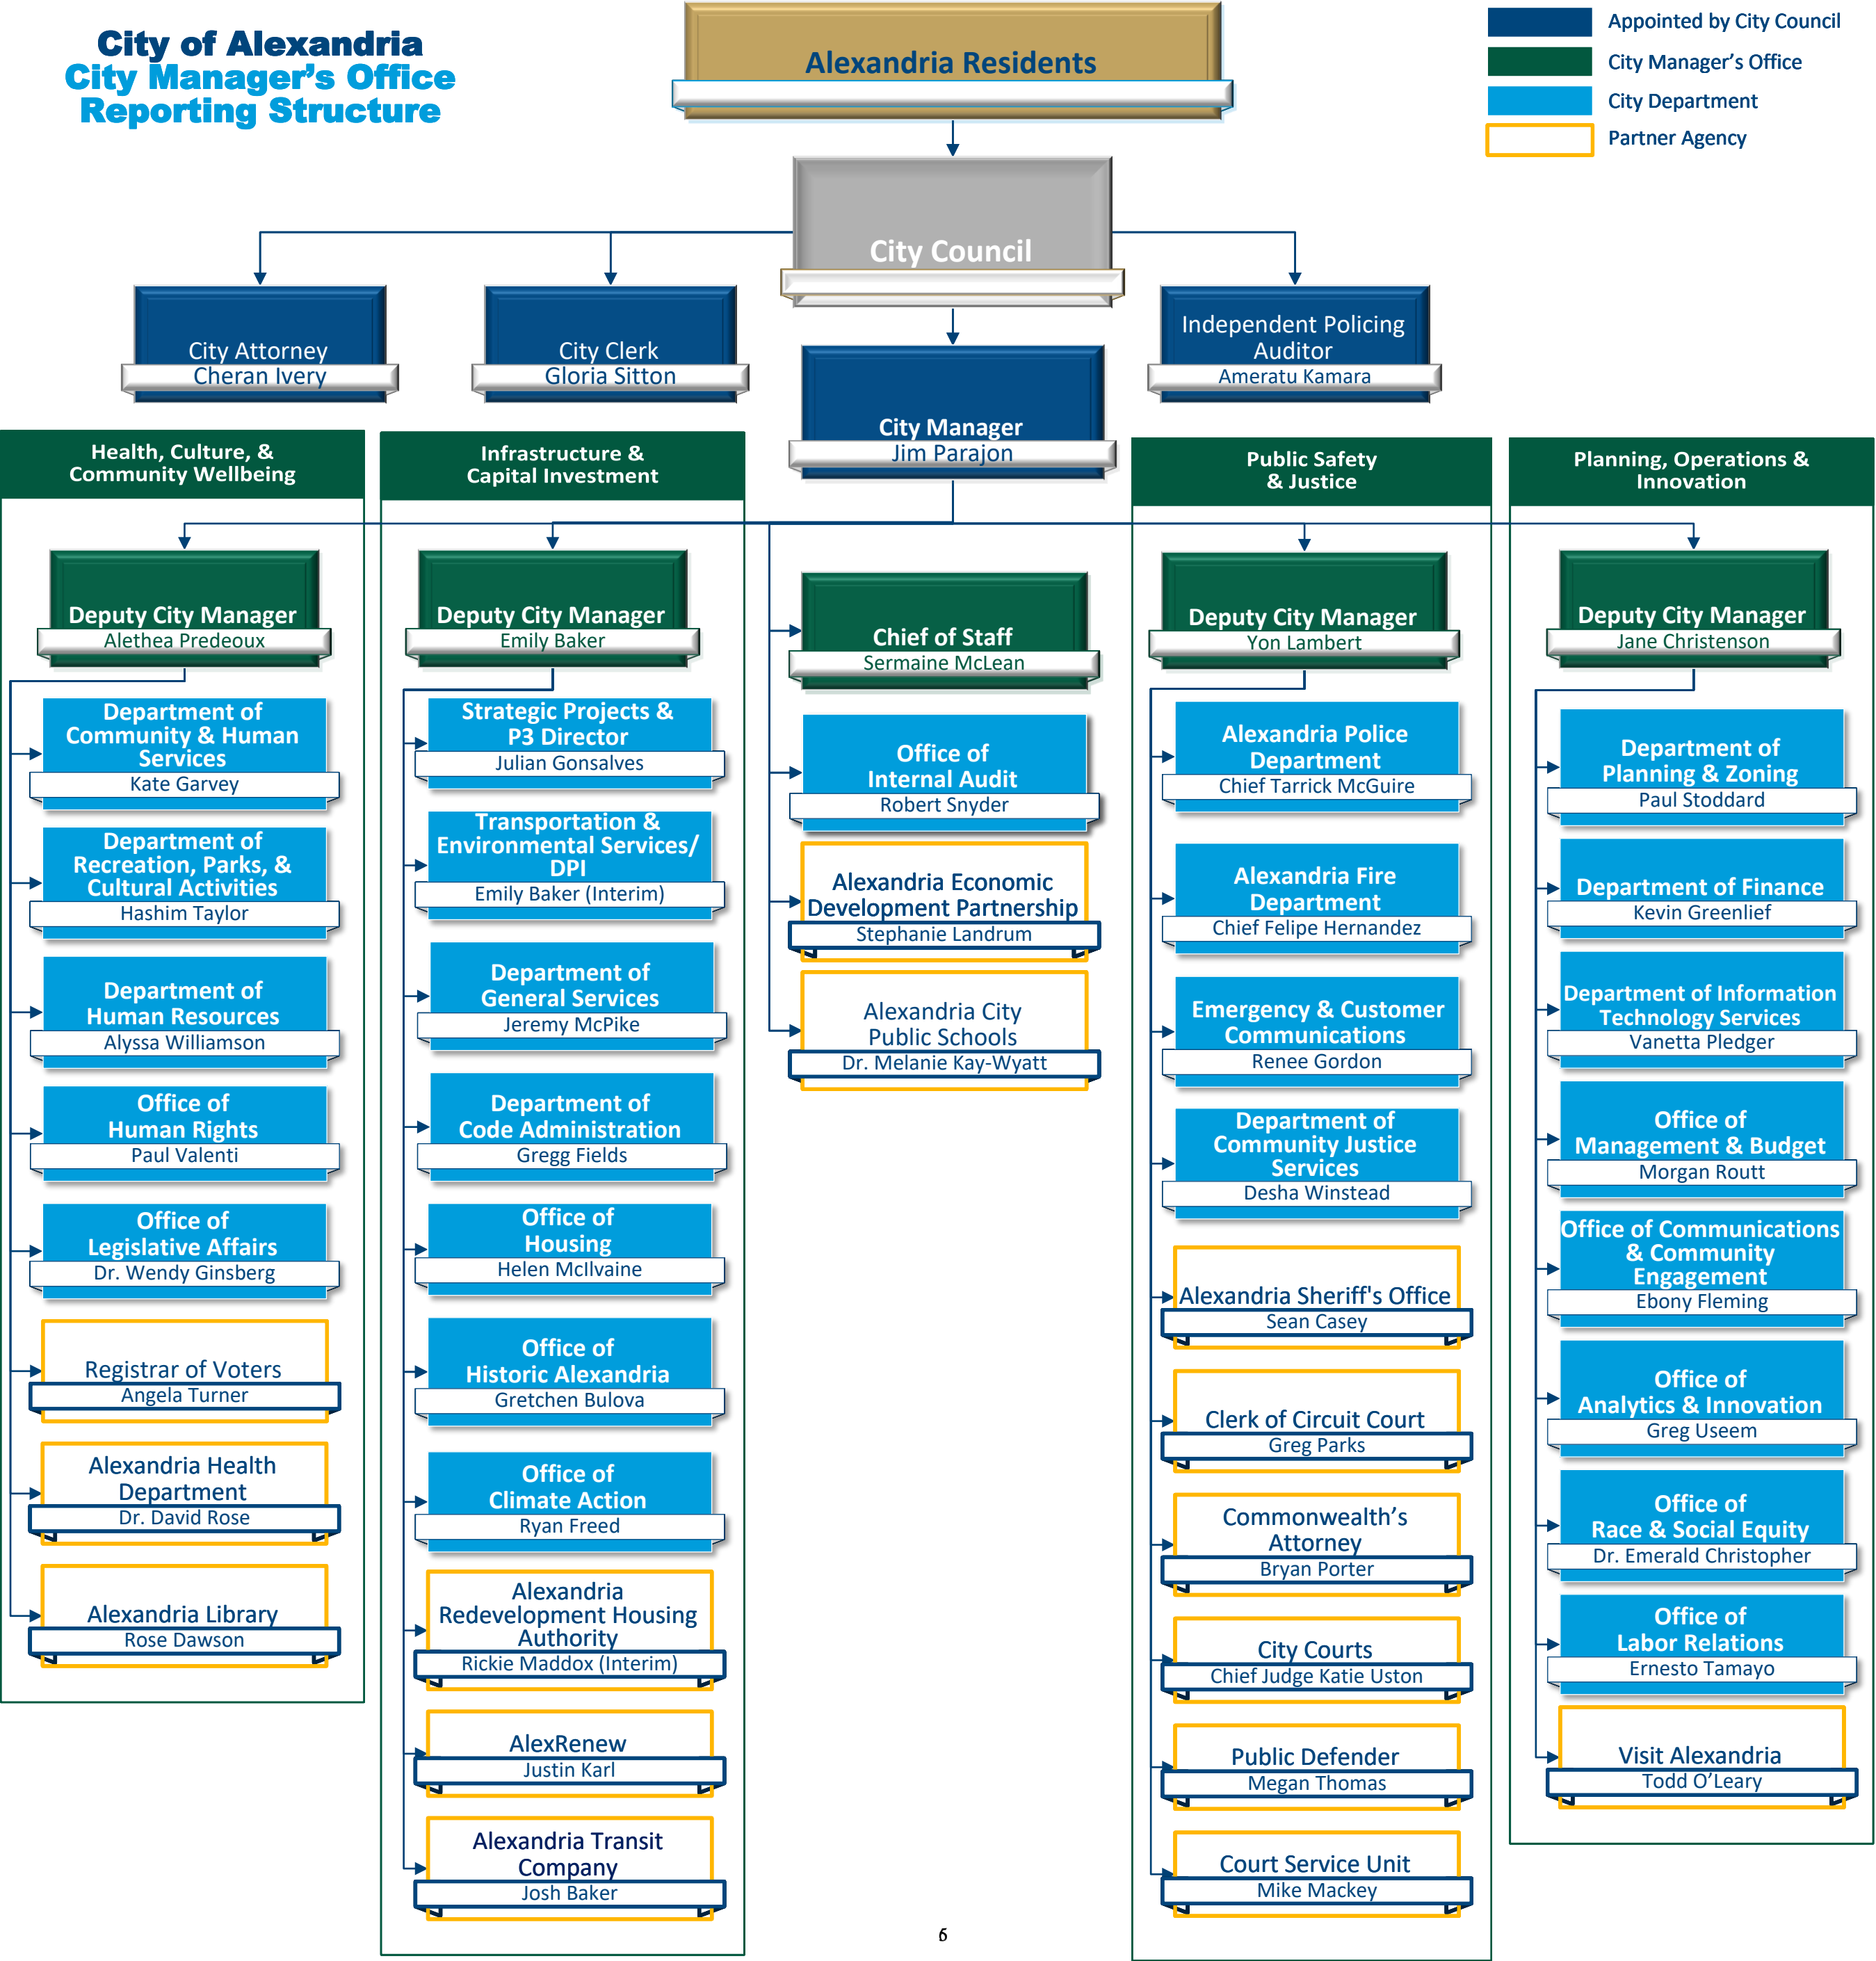 City of Alexandria
City Manager's Office
Reporting Structure
Alexandria Residents
Appointed by City Council
City Manager's Office
City Department
Partner Agency
City Council
City Attorney
Cheran Ivery
City Clerk
Gloria Sitton
Independent Policing
Auditor
Ameratu Kamara
City Manager
Jim Parajon
Health, Culture, &
Community Wellbeing
Deputy City Manager
Alethea Predeoux
Department of
Community & Human
Services
Kate Garvey
Department of
Recreation, Parks, &
Cultural Activities
Hashim Taylor
Department of
Human Resources
Alyssa Williamson
Office of
Human Rights
Paul Valenti
Office of
Legislative Affairs
Dr. Wendy Ginsberg
Registrar of Voters
Angela Turner
Alexandria Health
Department
Dr. David Rose
Alexandria Library
Rose Dawson
Infrastructure &
Capital Investment
Deputy City Manager
Emily Baker
Strategic Projects &
P3 Director
Julian Gonsalves
Transportation &
Environmental Services/
DPI
Emily Baker (Interim)
Department of
General Services
Jeremy McPike
Department of
Code Administration
Gregg Fields
Office of
Housing
Helen McIlvaine
Office of
Historic Alexandria
Gretchen Bulova
Office of
Climate Action
Ryan Freed
Alexandria
Redevelopment Housing
Authority
Rickie Maddox (Interim)
AlexRenew
Justin Karl
Alexandria Transit
Company
Josh Baker
Chief of Staff
Sermaine McLean
Office of
Internal Audit
Robert Snyder
Alexandria Economic
Development Partnership
Stephanie Landrum
Alexandria City
Public Schools
Dr. Melanie Kay-Wyatt
Public Safety
& Justice
Deputy City Manager
Yon Lambert
Alexandria Police
Department
Chief Tarrick McGuire
Alexandria Fire
Department
Chief Felipe Hernandez
Emergency & Customer
Communications
Renee Gordon
Department of
Community Justice
Services
Desha Winstead
Alexandria Sheriff's Office
Sean Casey
Clerk of Circuit Court
Greg Parks
Commonwealth’s
Attorney
Bryan Porter
City Courts
Chief Judge Katie Uston
Public Defender
Megan Thomas
Court Service Unit
Mike Mackey
Planning, Operations &
Innovation
Deputy City Manager
Jane Christenson
Department of
Planning & Zoning
Paul Stoddard
Department of Finance
Kevin Greenlief
Department of Information
Technology Services
Vanetta Pledger
Office of
Management & Budget
Morgan Routt
Office of Communications
& Community
Engagement
Ebony Fleming
Office of
Analytics & Innovation
Greg Useem
Office of
Race & Social Equity
Dr. Emerald Christopher
Office of
Labor Relations
Ernesto Tamayo
Visit Alexandria
Todd O’Leary